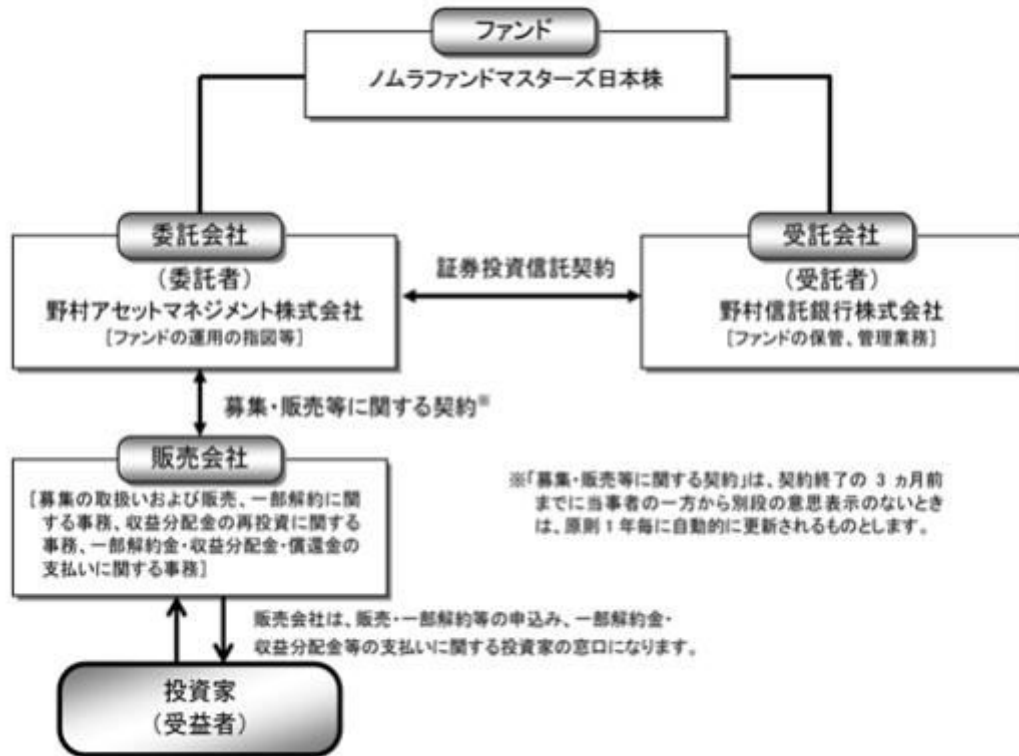 ファンド
ノムラファンドマスターズ日本株
委託会社
(委託者)
野村アセットマネジメント株式会社
[ファンドの運用の指図等]
証券投資信託契約
受託会社
(受託者)
野村信託銀行株式会社
[ファンドの保管、管理業務]
募集・販売等に関する契約※
販売会社
[募集の取扱いおよび販売、一部解約に関
する事務、収益分配金の再投資に関する
事務、一部解約金・収益分配金・償還金の
支払いに関する事務]
※「募集・販売等に関する契約」は、契約終了の 3 ヵ月前
までに当事者の一方から別段の意思表示のないとき
は、原則 1 年毎に自動的に更新されるものとします。
販売会社は、販売・一部解約等の申込み、一部解約金・
収益分配金等の支払いに関する投資家の窓口になります。
投資家
(受益者)